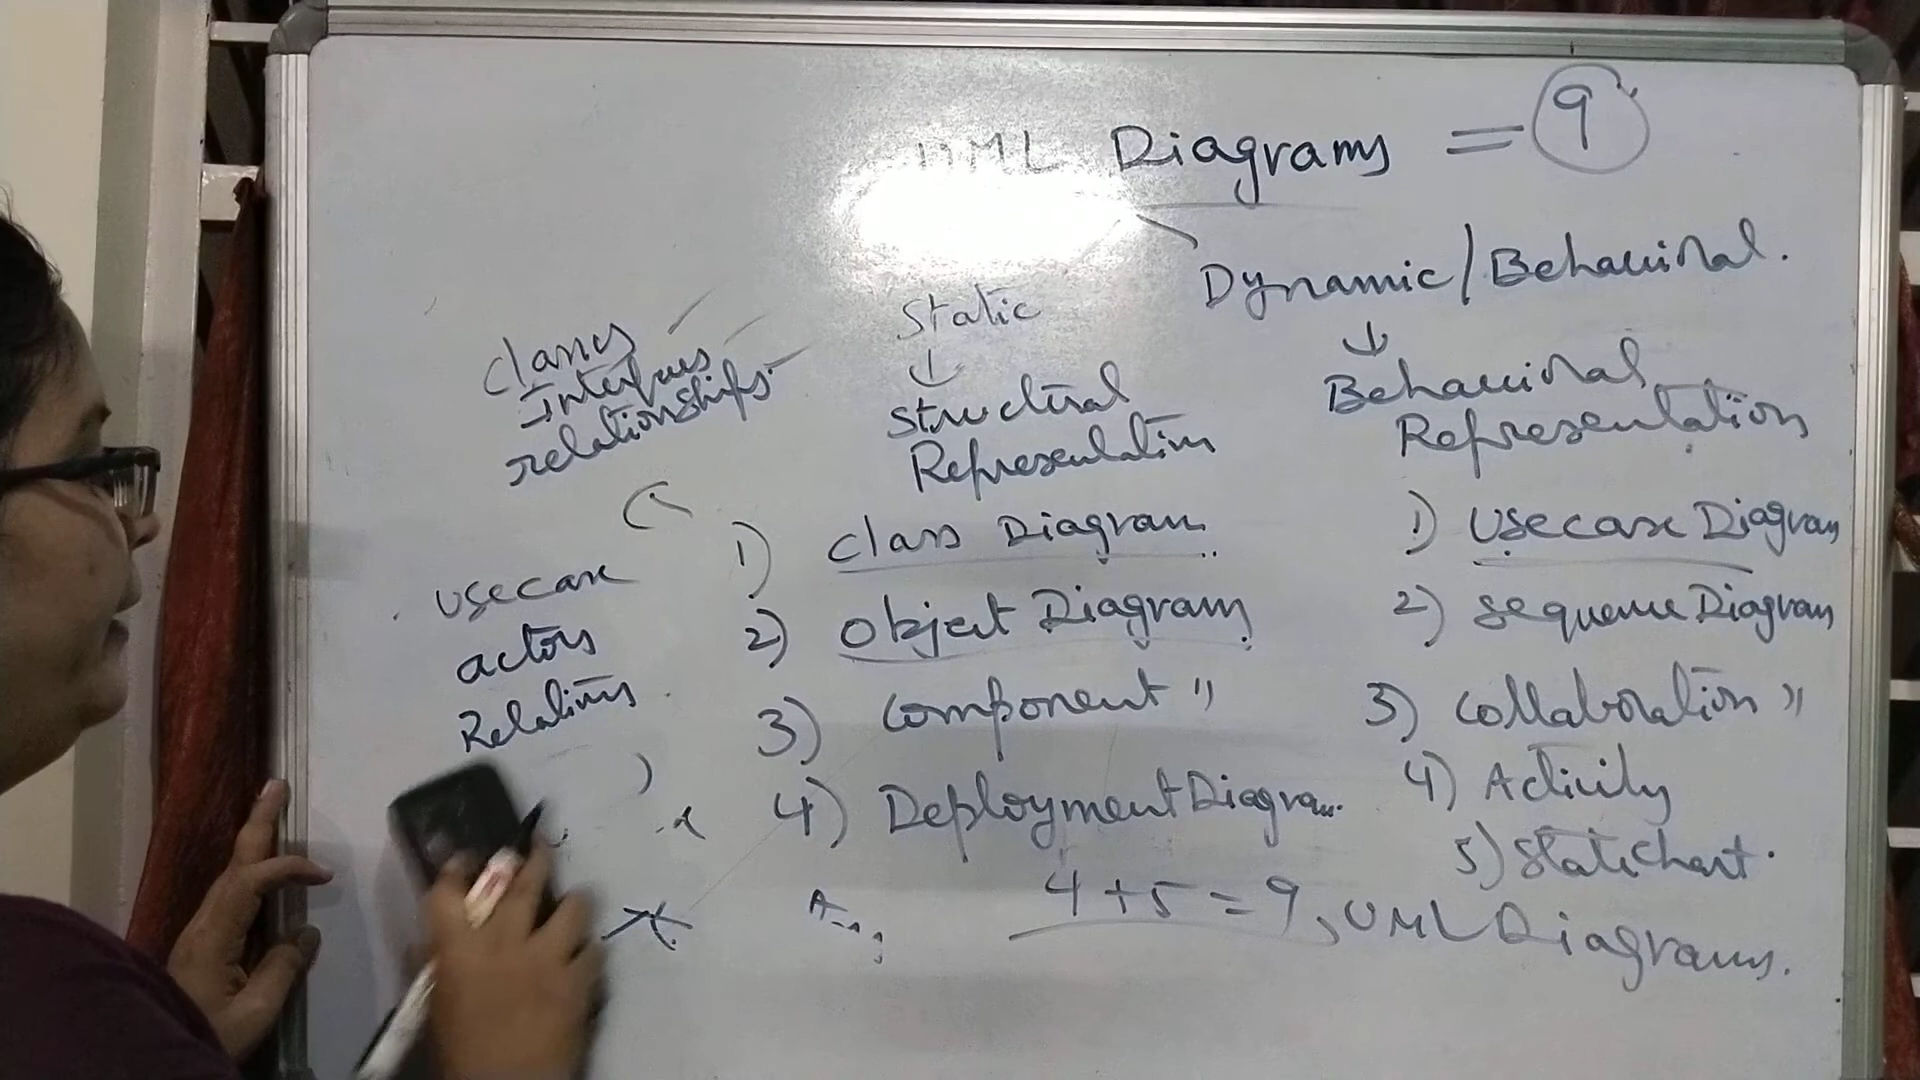 UML Diagrams = 9
Dynamic/Behavioural.
Static
Behavioural
Representation
Structural
Representation
classes
Interfaces
relationships
1) class Diagram
2) Object Diagram
3) Component "
4) Deployment Diagram
1) Usecase Diagram
2) Sequence Diagram
3) Collaboration "
4) Activity
5) StateChart.
usecase
actors
Relations
4+5=9, UML Diagrams.